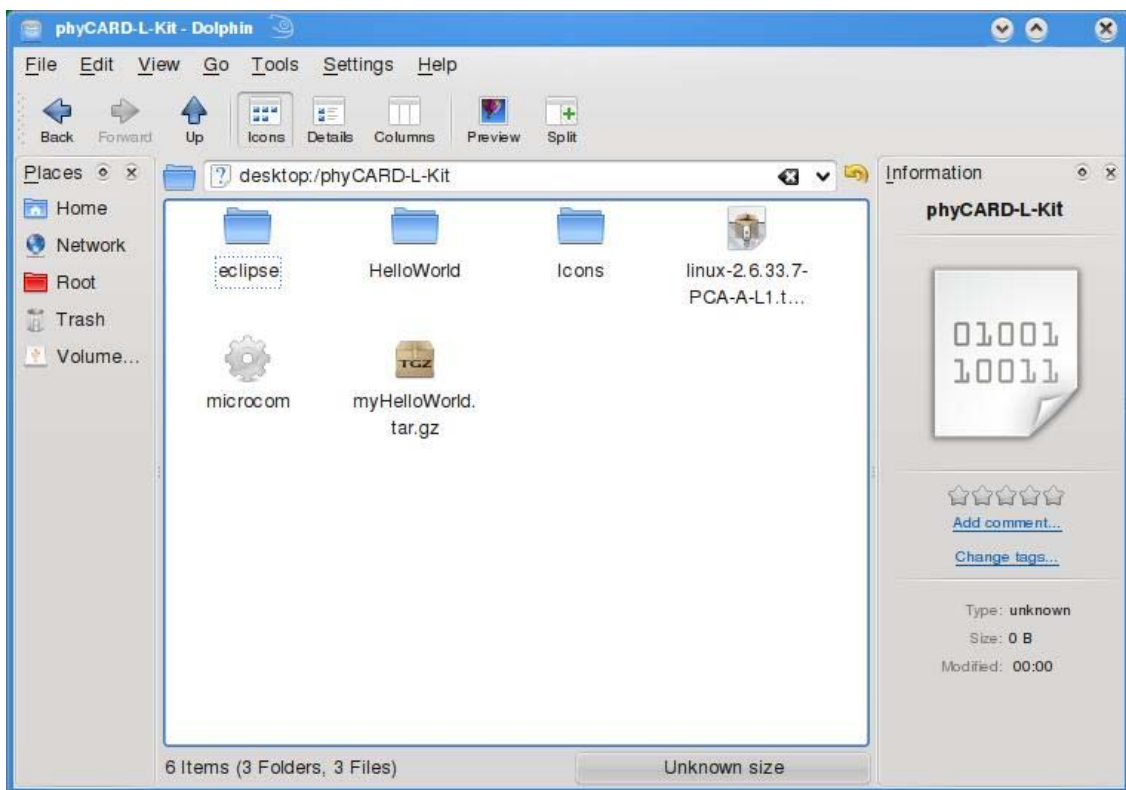 phyCARD-L-Kit - Dolphin
File Edit View Go Tools Settings Help
Back Forward Up Icons Details Columns Preview Split
Places
Home
Network
Root
Trash
Volume...
desktop:/phyCARD-L-Kit
eclipse HelloWorld Icons linux-2.6.33.7-
PCA-A-L1.t...
TGZ
microcom myHelloWorld.
tar.gz
6 Items (3 Folders, 3 Files) Unknown size
Information
phyCARD-L-Kit
01001
10011
Add comment...
Change tags...
Type: unknown
Size: 0 B
Modified: 00:00